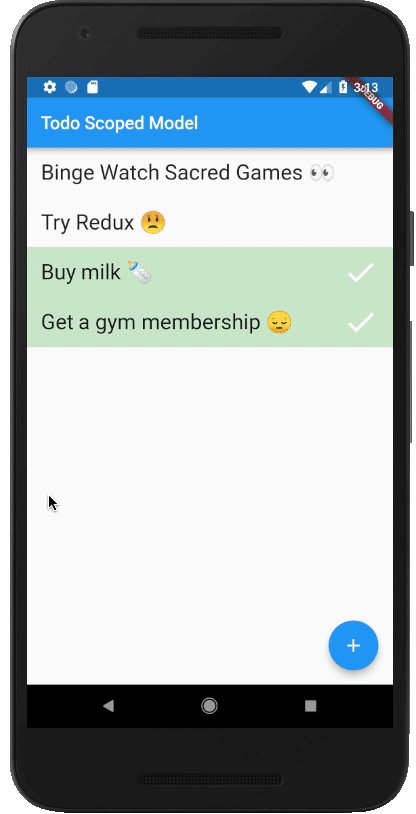 3:13
DEBUG
Todo Scoped Model
Binge Watch Sacred Games 👀
Try Redux 😟
Buy milk 🍼
Get a gym membership 😔
+